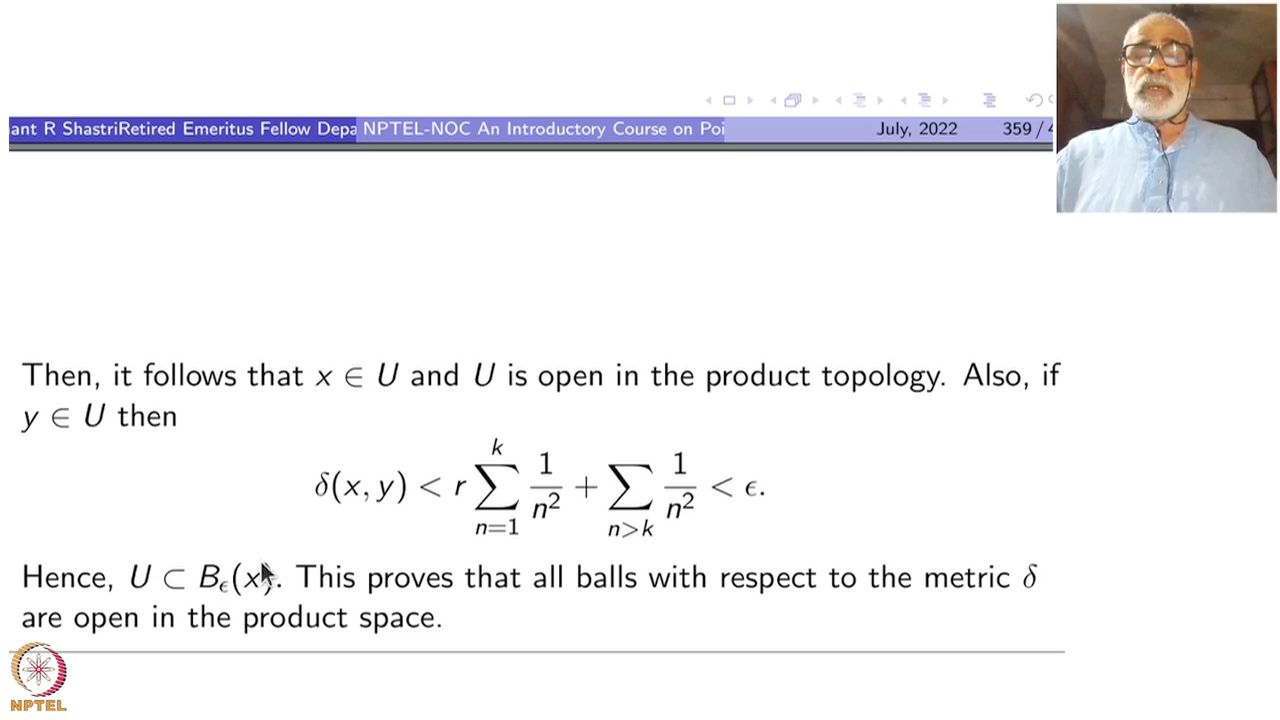 ant R ShastriRetired Emeritus Fellow Depa NPTEL-NOC An Introductory Course on Poi July, 2022 359 / 4
Then, it follows that x ∈ U and U is open in the product topology. Also, if
y ∈ U then
δ(x, y) < r ∑_{n=1}^{k} 1/n² + ∑_{n>k} 1/n² < ϵ.
Hence, U ⊂ B_ϵ(x). This proves that all balls with respect to the metric δ
are open in the product space.
NPTEL